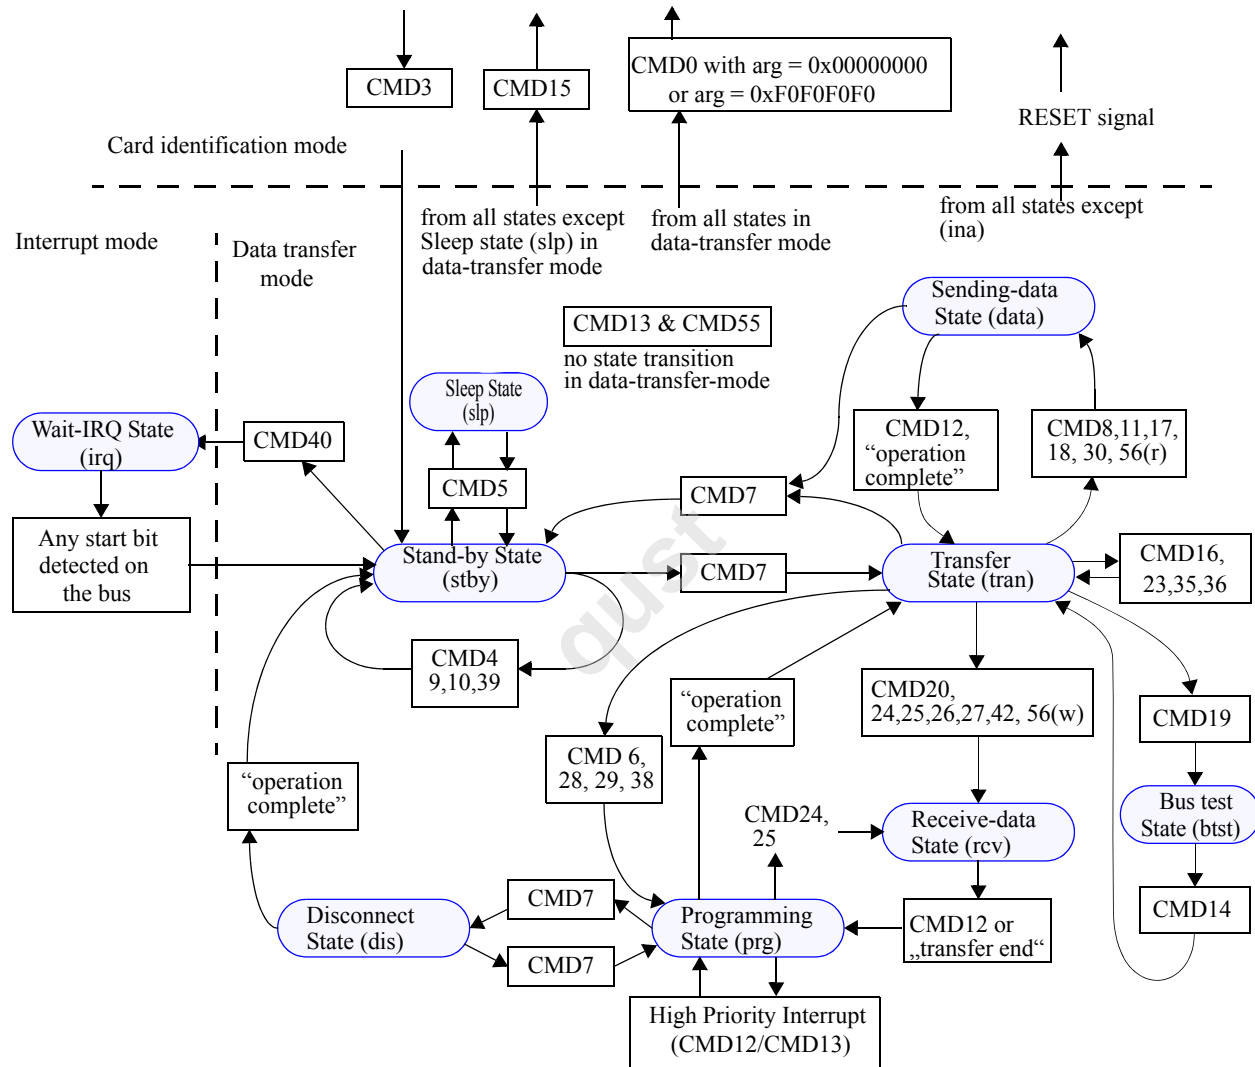 CMD3
CMD15
CMD0 with arg = 0x00000000
or arg = 0xF0F0F0F0
RESET signal
Card identification mode
from all states except
Sleep state (slp) in
data-transfer mode
from all states in
data-transfer mode
from all states except
(ina)
Interrupt mode
Data transfer
mode
CMD13 & CMD55
no state transition
in data-transfer-mode
Sending-data
State (data)
Sleep State
(slp)
Wait-IRQ State
(irq)
CMD40
CMD5
CMD7
CMD12,
“operation
complete”
CMD8,11,17,
18, 30, 56(r)
Any start bit
detected on
the bus
Stand-by State
(stby)
CMD7
Transfer
State (tran)
CMD16,
23,35,36
CMD4
9,10,39
“operation
complete”
CMD20,
24,25,26,27,42, 56(w)
CMD19
CMD 6,
28, 29, 38
“operation
complete”
CMD24,
25
Receive-data
State (rcv)
Bus test
State (btst)
Disconnect
State (dis)
CMD7
CMD7
Programming
State (prg)
CMD12 or
„transfer end“
CMD14
High Priority Interrupt
(CMD12/CMD13)
qust